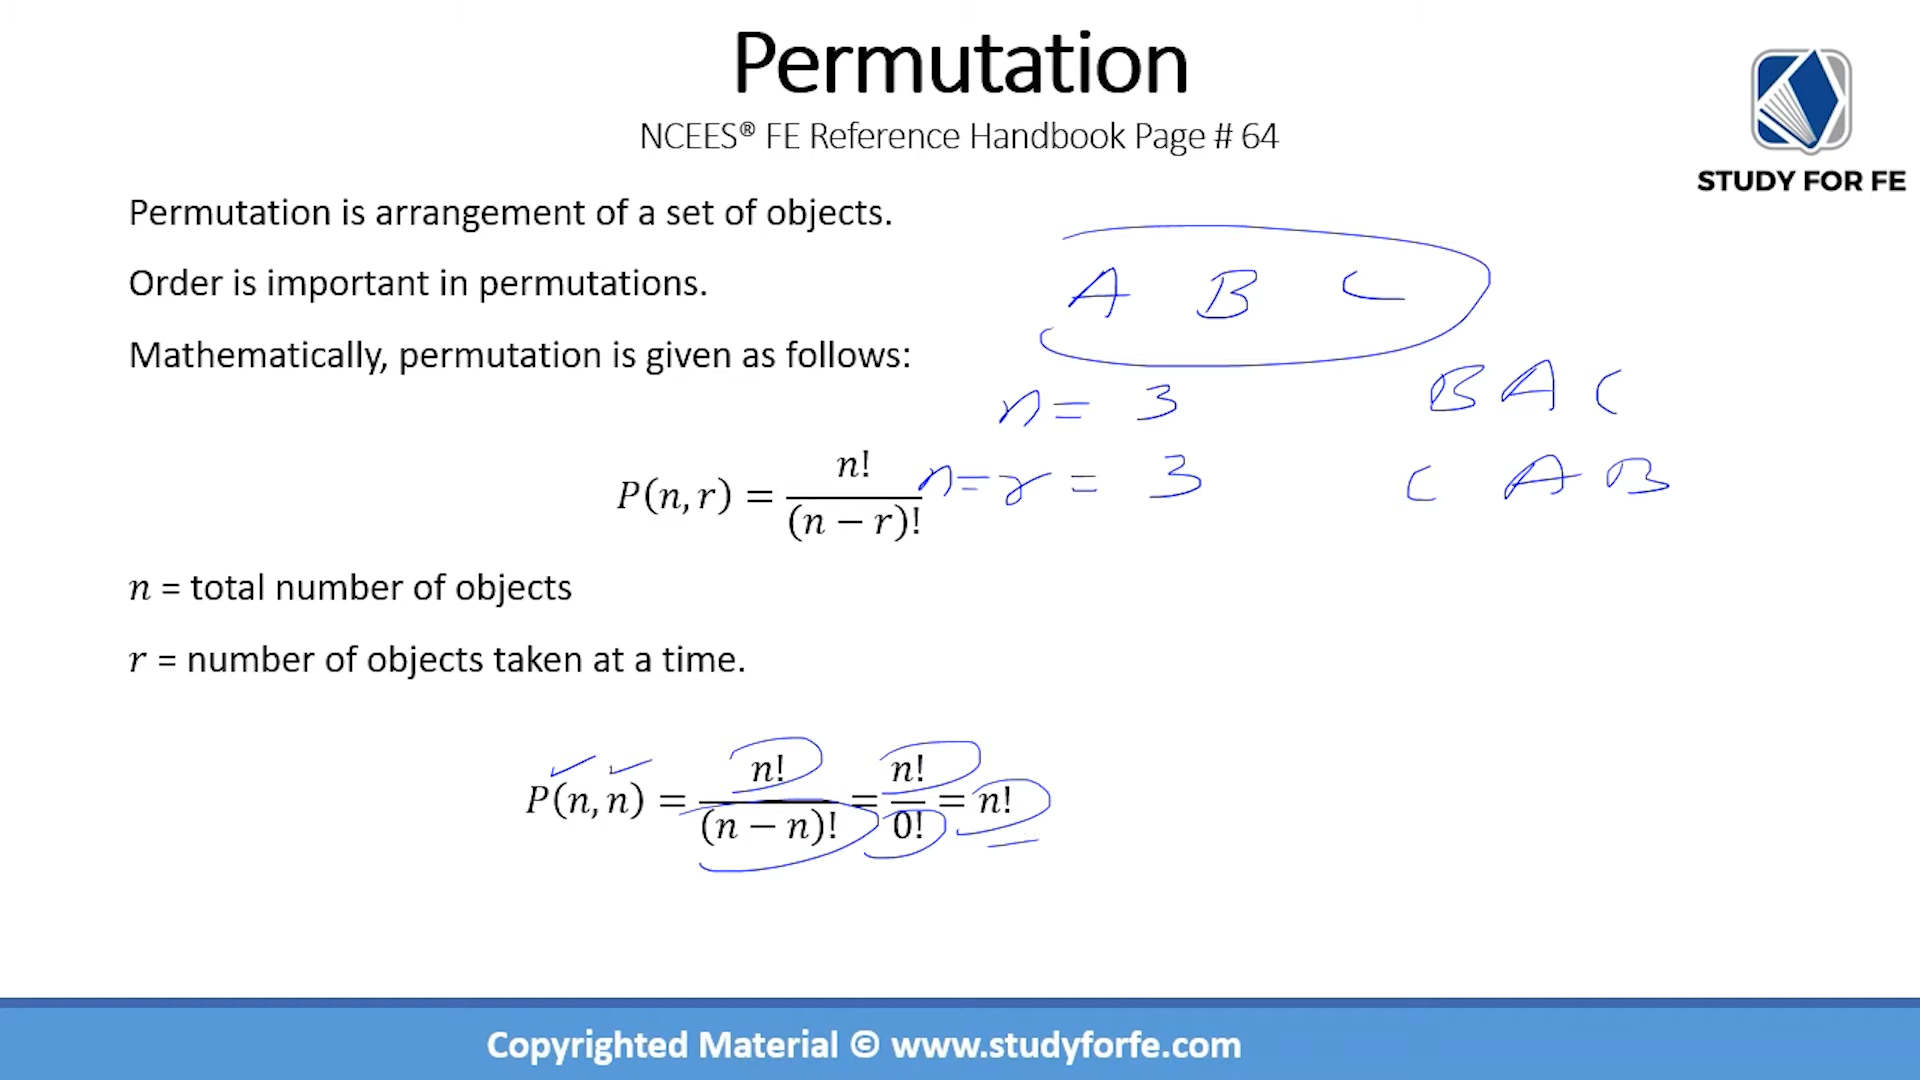 Permutation
NCEES® FE Reference Handbook Page # 64
STUDY FOR FE
Permutation is arrangement of a set of objects.
Order is important in permutations.
A B C
Mathematically, permutation is given as follows:
n = 3
B A C
P(n, r) = n! / (n − r)!
n = r = 3
C A B
n = total number of objects
r = number of objects taken at a time.
P(n, n) = n! / (n − n)! = n! / 0! = n!
Copyrighted Material © www.studyforfe.com